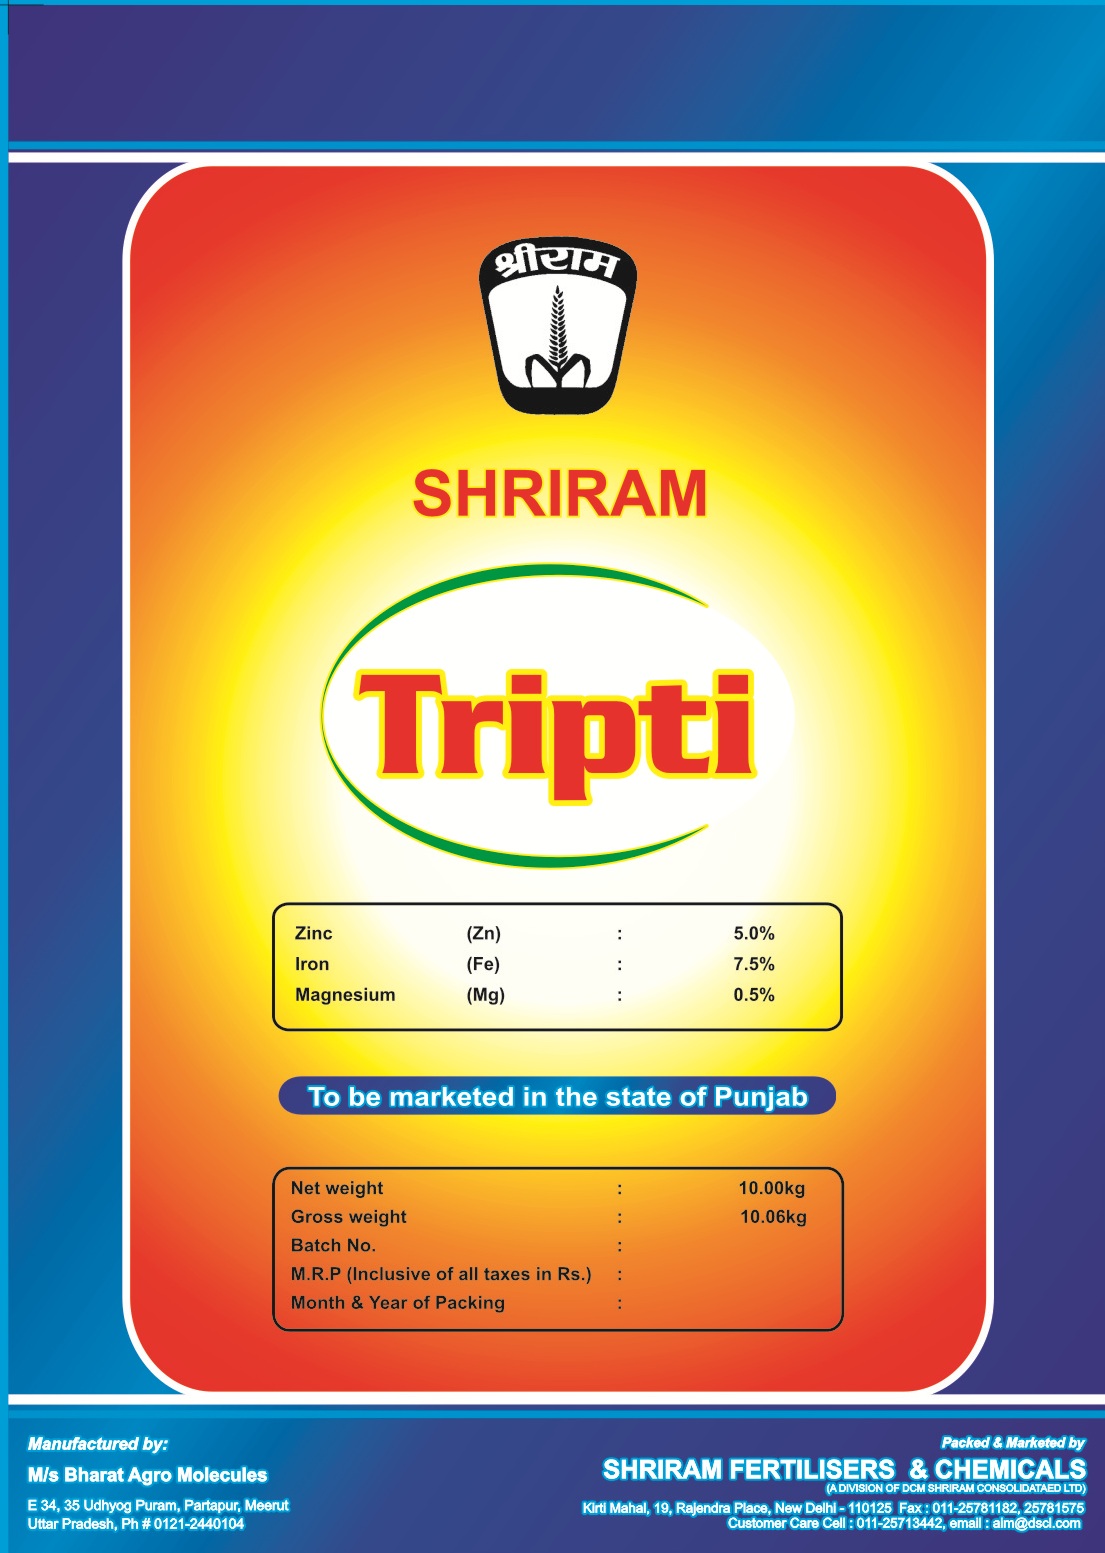 श्रीराम
SHRIRAM
Tripti
Zinc (Zn) : 5.0%
Iron (Fe) : 7.5%
Magnesium (Mg) : 0.5%
To be marketed in the state of Punjab
Net weight : 10.00kg
Gross weight : 10.06kg
Batch No. :
M.R.P (Inclusive of all taxes in Rs.) :
Month & Year of Packing :
Manufactured by:
M/s Bharat Agro Molecules
E 34, 35 Udhyog Puram, Partapur, Meerut
Uttar Pradesh, Ph # 0121-2440104
Packed & Marketed by
SHRIRAM FERTILISERS & CHEMICALS
(A DIVISION OF DCM SHRIRAM CONSOLIDATAED LTD)
Kirti Mahal, 19, Rajendra Place, New Delhi - 110125 Fax : 011-25781182, 25781575
Customer Care Cell : 011-25713442, email : alm@dscl.com